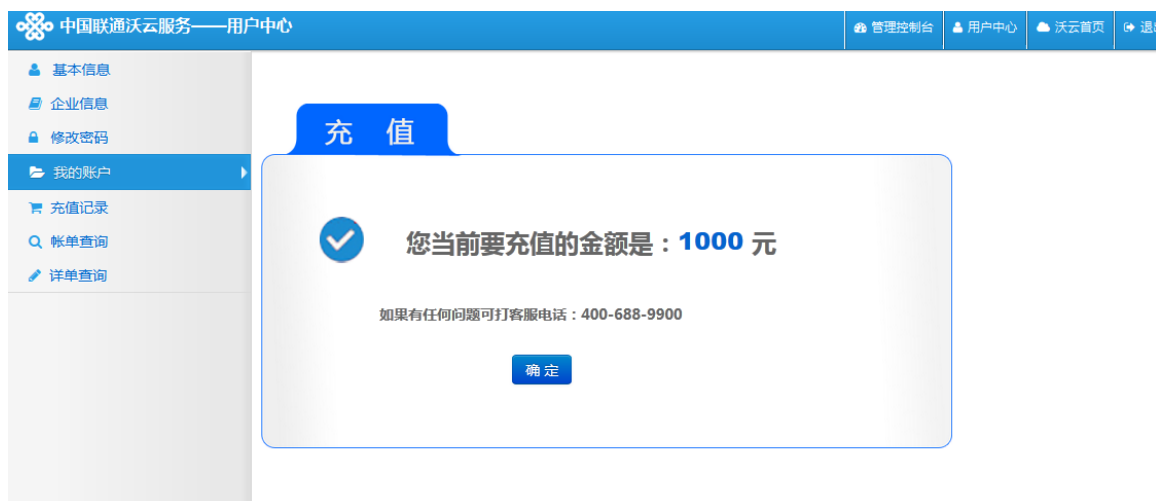 中国联通沃云服务——用户中心
管理控制台
用户中心
沃云首页
基本信息
企业信息
修改密码
我的账户
充值记录
帐单查询
详单查询
充 值
您当前要充值的金额是：1000 元
如果有任何问题可打客服电话：400-688-9900
确 定